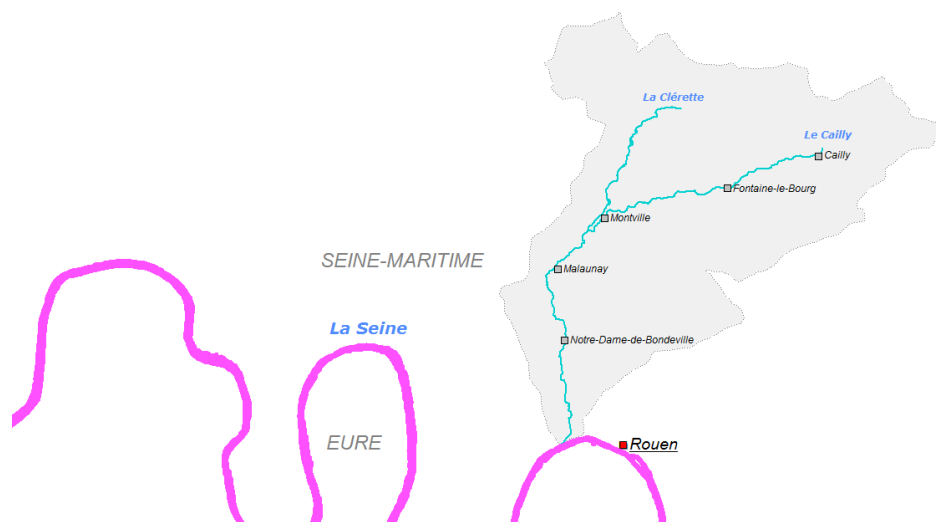 La Clérette
Le Cailly
Cailly
Fontaine-le-Bourg
Montville
SEINE-MARITIME
Malaunay
La Seine
Notre-Dame-de-Bondeville
EURE
Rouen